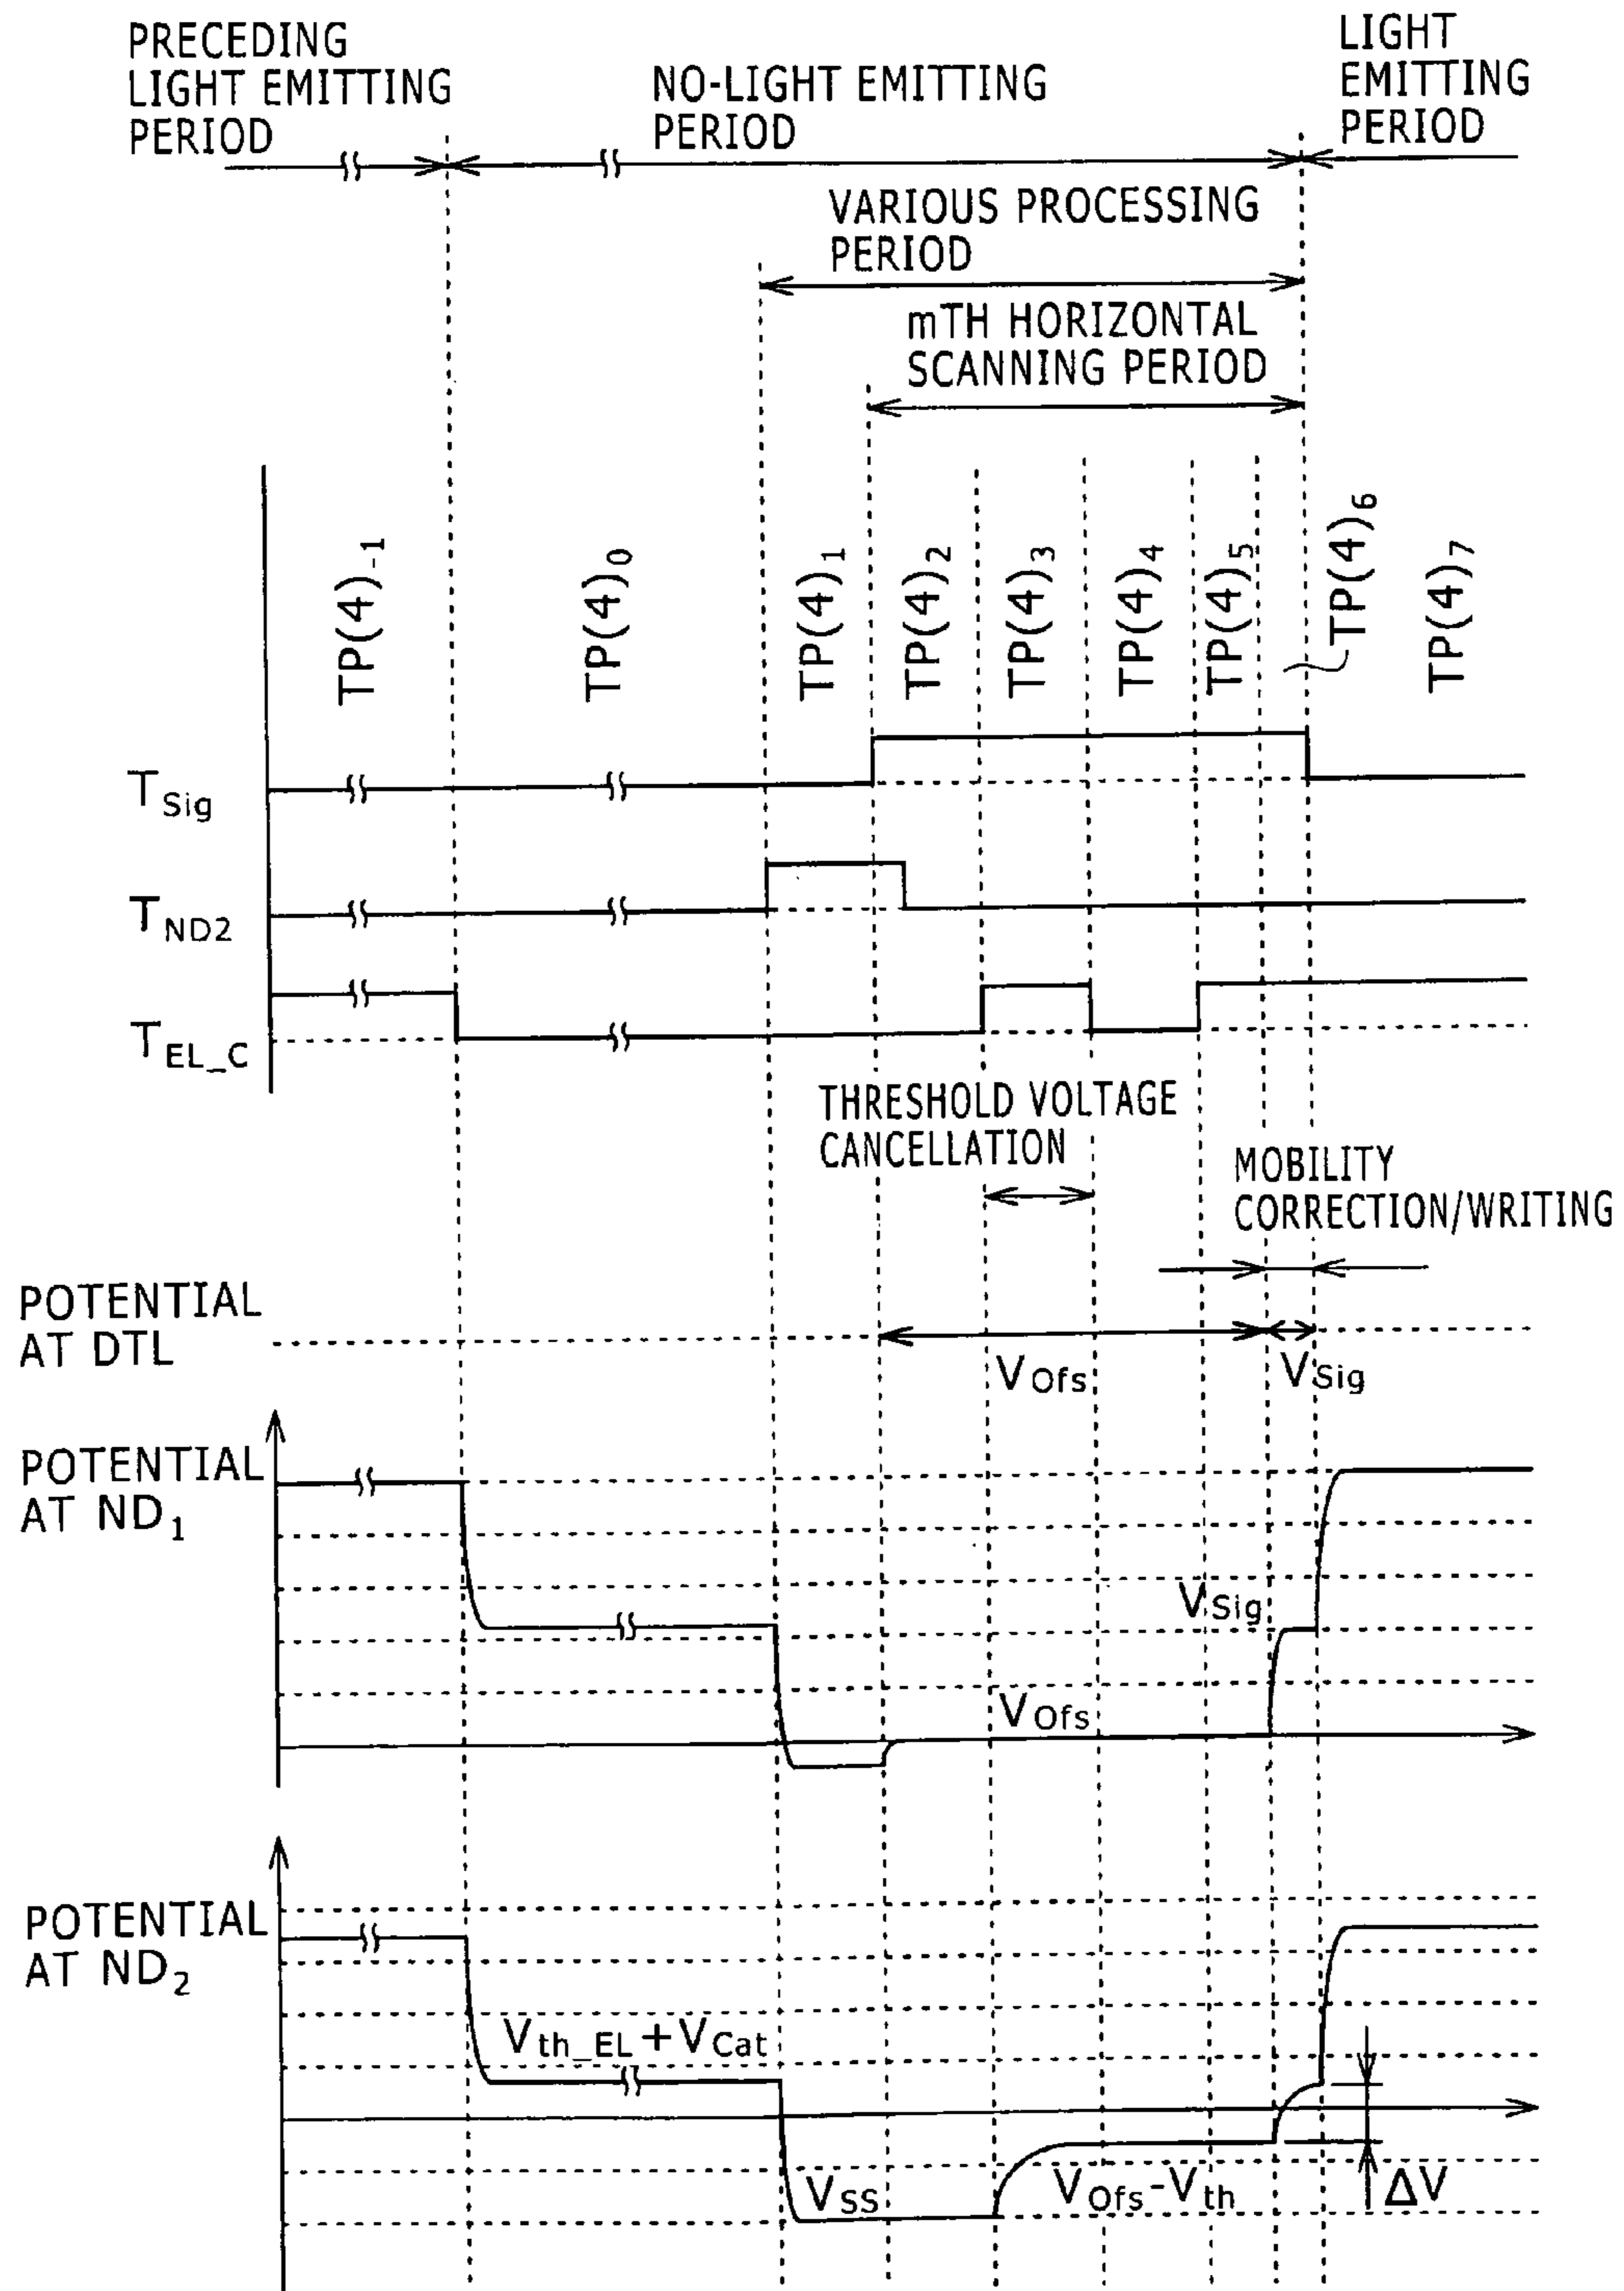 PRECEDING
LIGHT EMITTING
PERIOD
NO-LIGHT EMITTING
PERIOD
LIGHT
EMITTING
PERIOD
VARIOUS PROCESSING
PERIOD
mTH HORIZONTAL
SCANNING PERIOD
TP(4)-1
TP(4)0
TP(4)1
TP(4)2
TP(4)3
TP(4)4
TP(4)5
TP(4)6
TP(4)7
TSig
TND2
TEL_C
THRESHOLD VOLTAGE
CANCELLATION
MOBILITY
CORRECTION/WRITING
POTENTIAL
AT DTL
VOfs
VSig
POTENTIAL
AT ND1
VSig
VOfs
POTENTIAL
AT ND2
Vth_EL+VCat
VSS
VOfs-Vth
ΔV